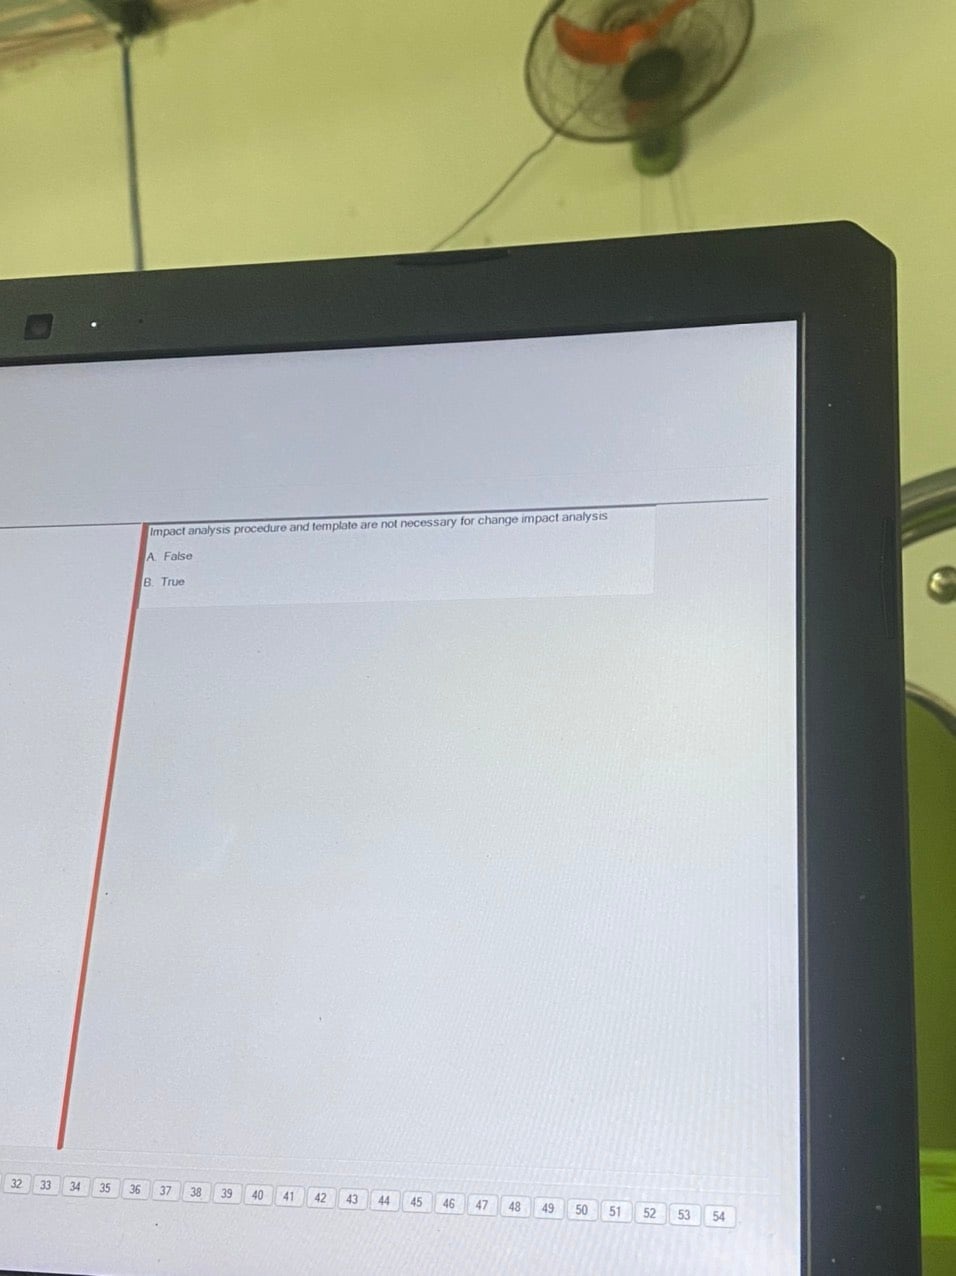 Impact analysis procedure and template are not necessary for change impact analysis
A. False
B. True
32 33 34 35 36 37 38 39 40 41 42 43 44 45 46 47 48 49 50 51 52 53 54